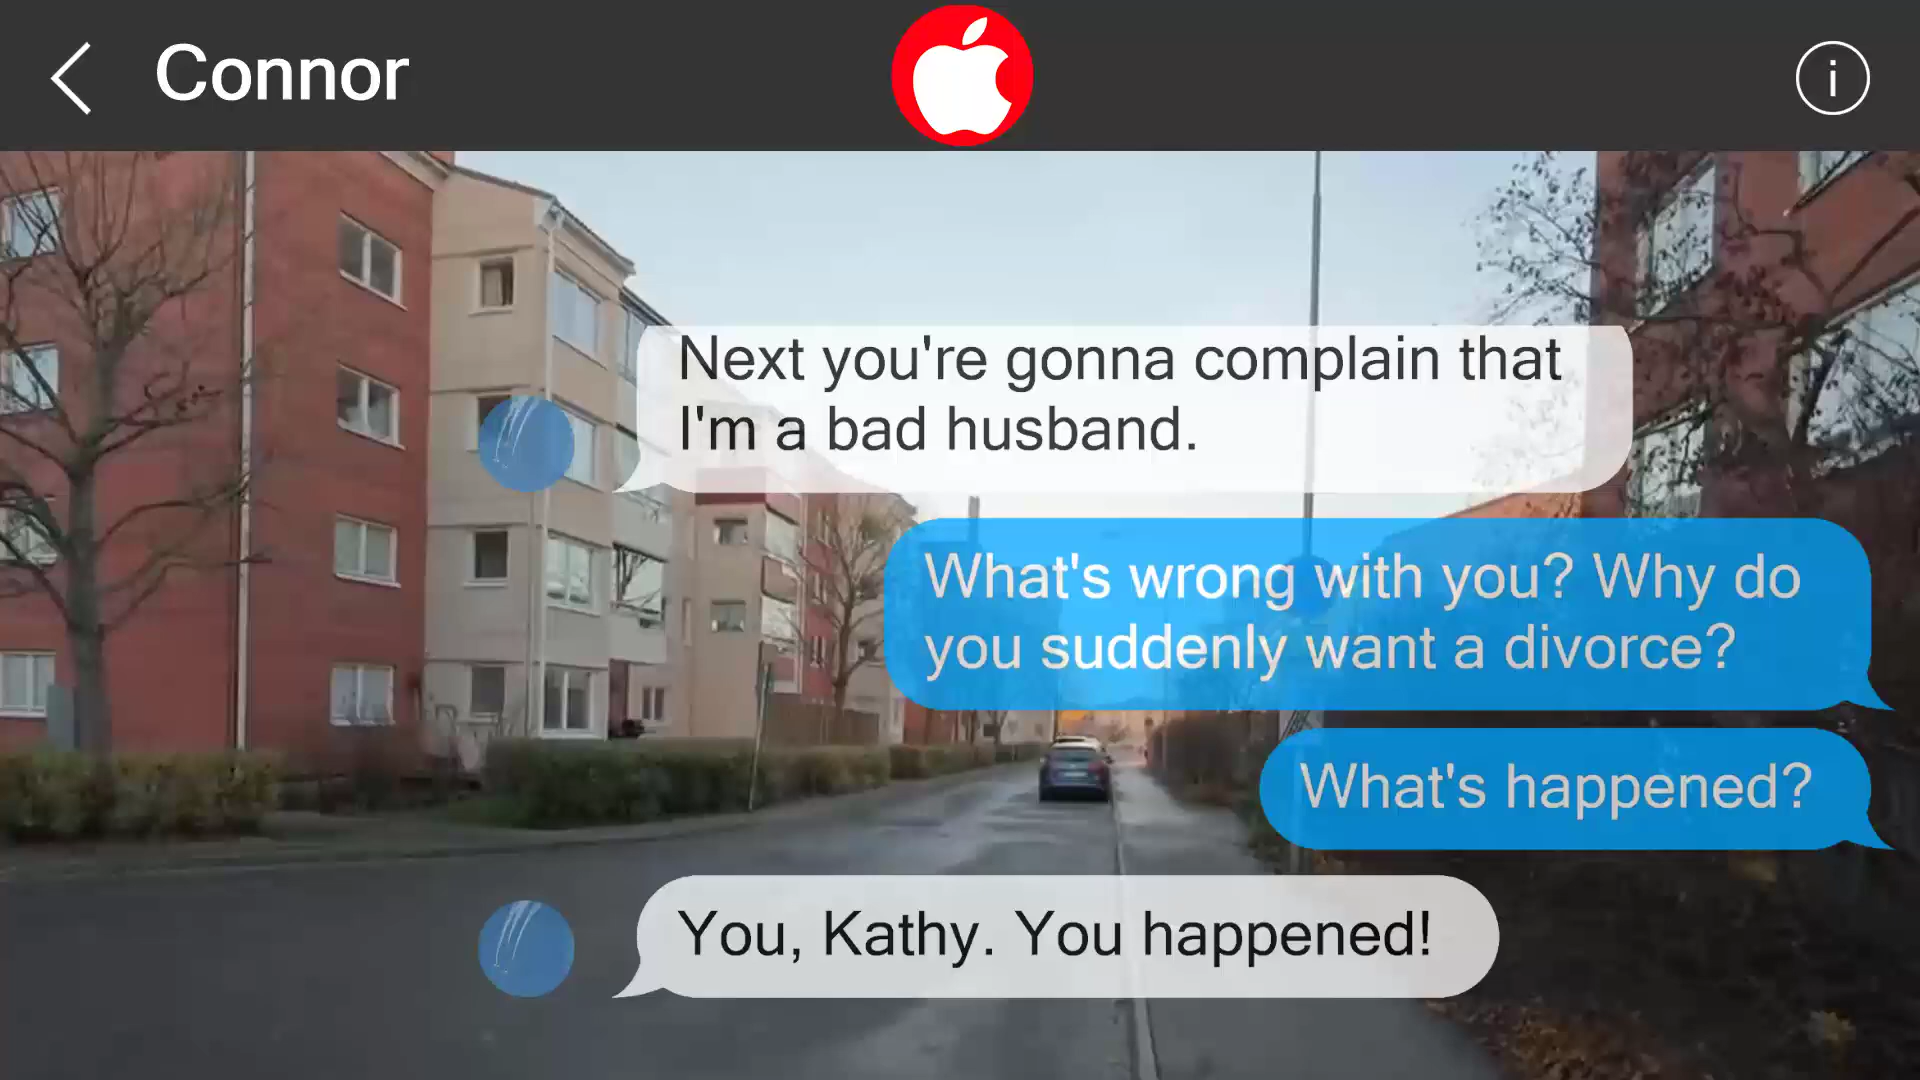 Connor
i
Next you're gonna complain that
I'm a bad husband.
What's wrong with you? Why do
you suddenly want a divorce?
What's happened?
You, Kathy. You happened!